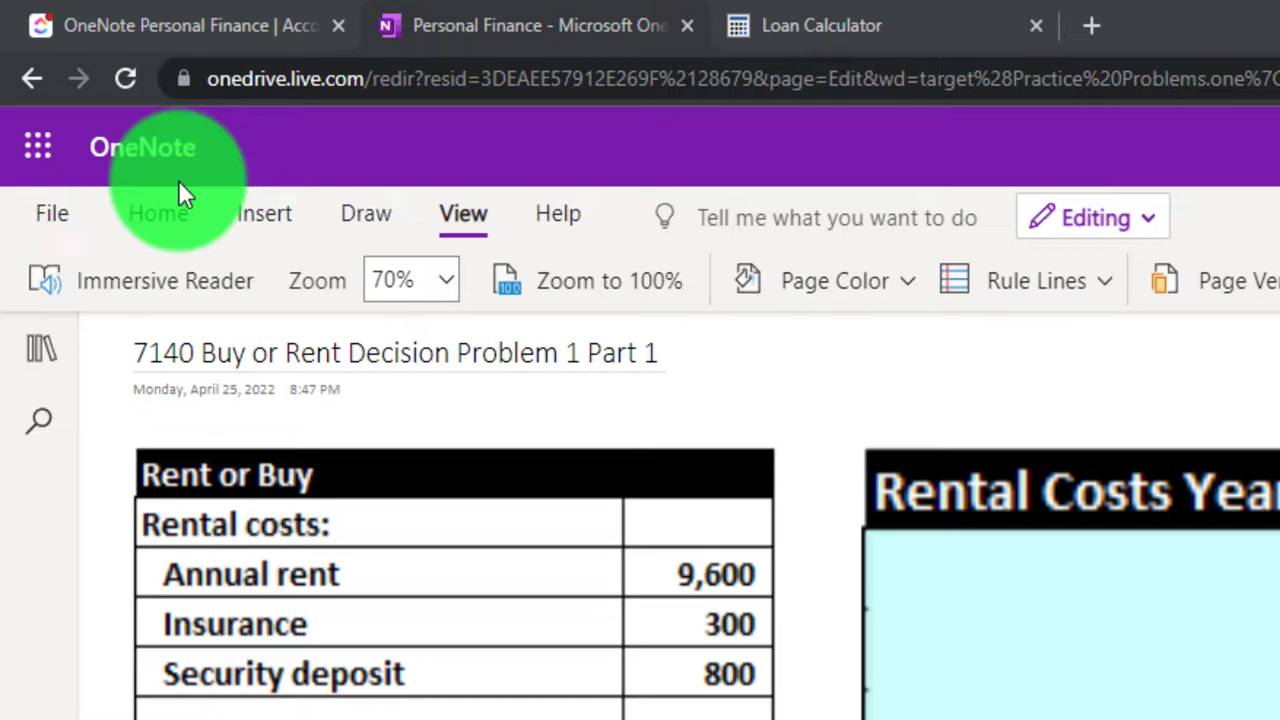 OneNote Personal Finance | Acco
Personal Finance - Microsoft One
Loan Calculator
onedrive.live.com/redir?resid=3DEAEE57912E269F%2128679&page=Edit&wd=target%28Practice%20Problems.one%7C
OneNote
File Home Insert Draw View Help Tell me what you want to do Editing
Immersive Reader Zoom 70% Zoom to 100% Page Color Rule Lines Page Ver
7140 Buy or Rent Decision Problem 1 Part 1
Monday, April 25, 2022 8:47 PM
Rent or Buy
Rental costs:
Annual rent 9,600
Insurance 300
Security deposit 800
Rental Costs Year